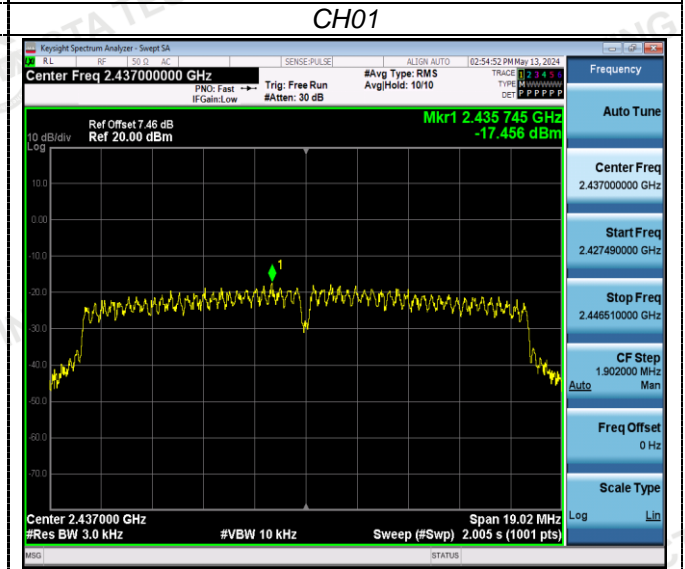 CH01
Keysight Spectrum Analyzer - Swept SA
RL RF 50 Ω AC SENSE:PULSE ALIGN AUTO 02:54:52 PM May 13, 2024
Center Freq 2.437000000 GHz
PNO: Fast
IFGain:Low
Trig: Free Run
#Atten: 30 dB
#Avg Type: RMS
Avg|Hold: 10/10
TRACE 1 2 3 4 5 6
TYPE M WWWWW
DET P P P P P P
Frequency
Auto Tune
Center Freq
2.437000000 GHz
Start Freq
2.427490000 GHz
Stop Freq
2.446510000 GHz
CF Step
1.902000 MHz
Auto Man
Freq Offset
0 Hz
Scale Type
Log Lin
Ref Offset 7.46 dB
10 dB/div Ref 20.00 dBm
Log
Mkr1 2.435 745 GHz
-17.456 dBm
10.0
0.00
-10.0
-20.0
-30.0
-40.0
-50.0
-60.0
-70.0
1
Center 2.437000 GHz
#Res BW 3.0 kHz
#VBW 10 kHz
Span 19.02 MHz
Sweep (#Swp) 2.005 s (1001 pts)
MSG STATUS